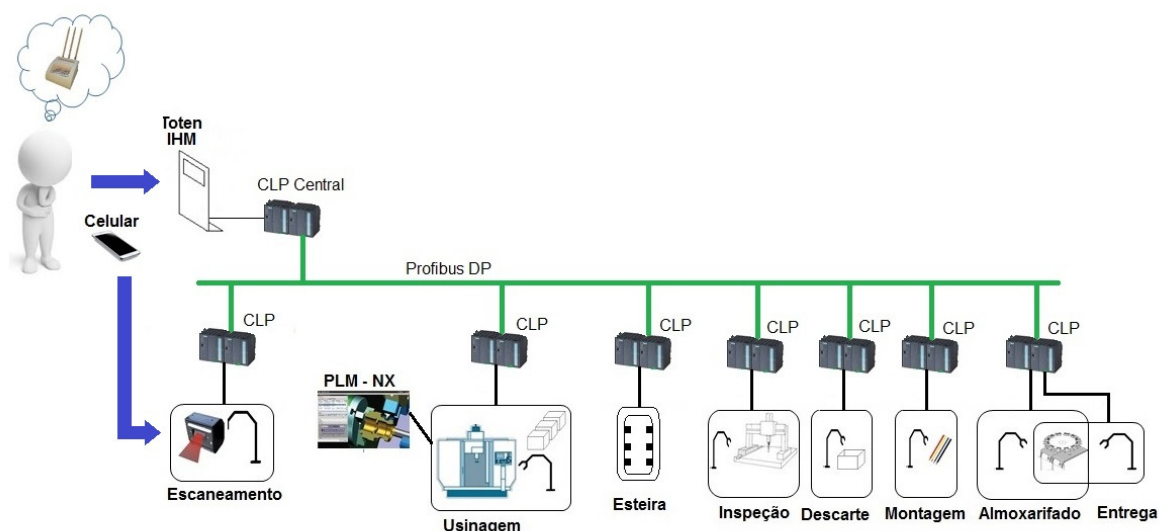 Toten
IHM
CLP Central
Celular
Profibus DP
CLP
CLP
CLP
CLP
CLP
CLP
CLP
PLM - NX
Escaneamento
Usinagem
Esteira
Inspeção
Descarte
Montagem
Almoxarifado
Entrega